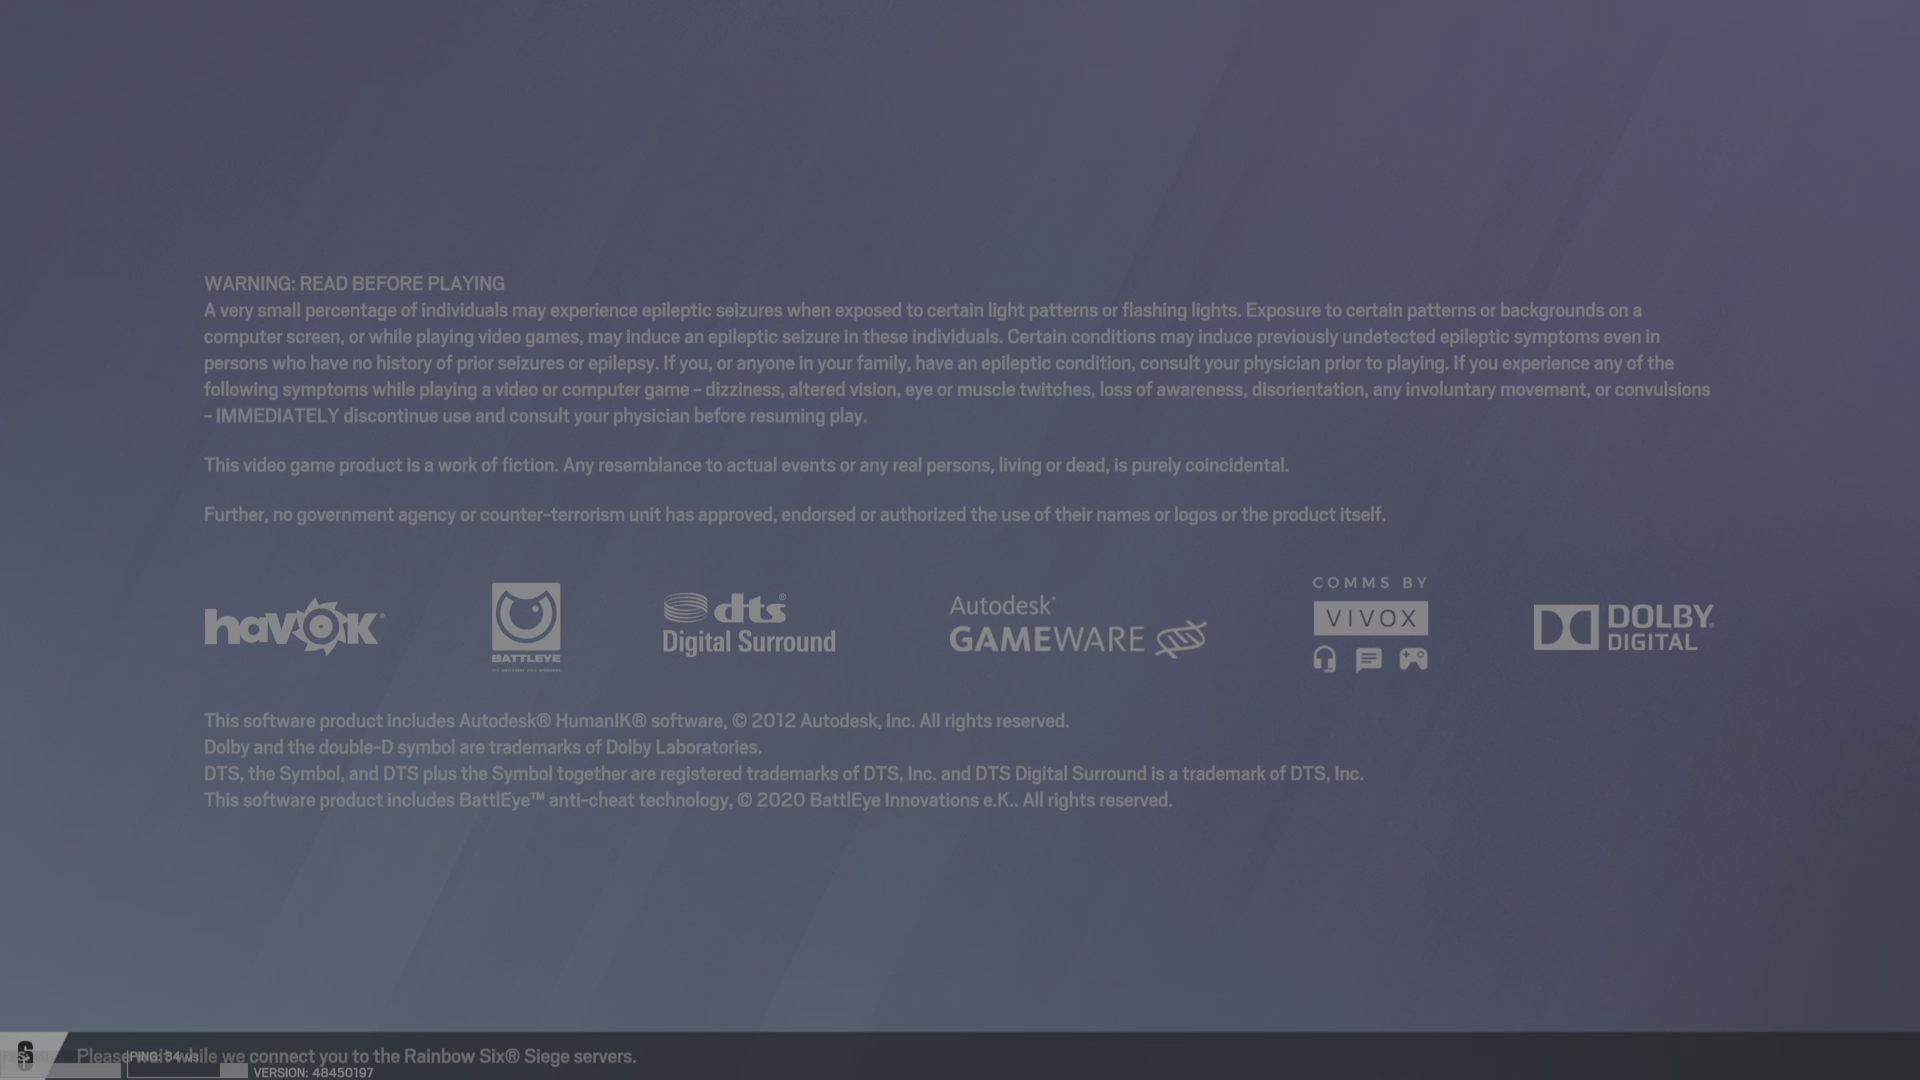 WARNING: READ BEFORE PLAYING
A very small percentage of individuals may experience epileptic seizures when exposed to certain light patterns or flashing lights. Exposure to certain patterns or backgrounds on a
computer screen, or while playing video games, may induce an epileptic seizure in these individuals. Certain conditions may induce previously undetected epileptic symptoms even in
persons who have no history of prior seizures or epilepsy. If you, or anyone in your family, have an epileptic condition, consult your physician prior to playing. If you experience any of the
following symptoms while playing a video or computer game - dizziness, altered vision, eye or muscle twitches, loss of awareness, disorientation, any involuntary movement, or convulsions
- IMMEDIATELY discontinue use and consult your physician before resuming play.
This video game product is a work of fiction. Any resemblance to actual events or any real persons, living or dead, is purely coincidental.
Further, no government agency or counter-terrorism unit has approved, endorsed or authorized the use of their names or logos or the product itself.
havok®
BATTLEYE
dts®
Digital Surround
Autodesk®
GAMEWARE
COMMS BY
VIVOX
DOLBY®
DIGITAL
This software product includes Autodesk® HumanIK® software, © 2012 Autodesk, Inc. All rights reserved.
Dolby and the double-D symbol are trademarks of Dolby Laboratories.
DTS, the Symbol, and DTS plus the Symbol together are registered trademarks of DTS, Inc. and DTS Digital Surround is a trademark of DTS, Inc.
This software product includes BattlEye™ anti-cheat technology, © 2020 BattlEye Innovations e.K.. All rights reserved.
Please wait while we connect you to the Rainbow Six® Siege servers.
PING: 34 MS
VERSION: 48450197